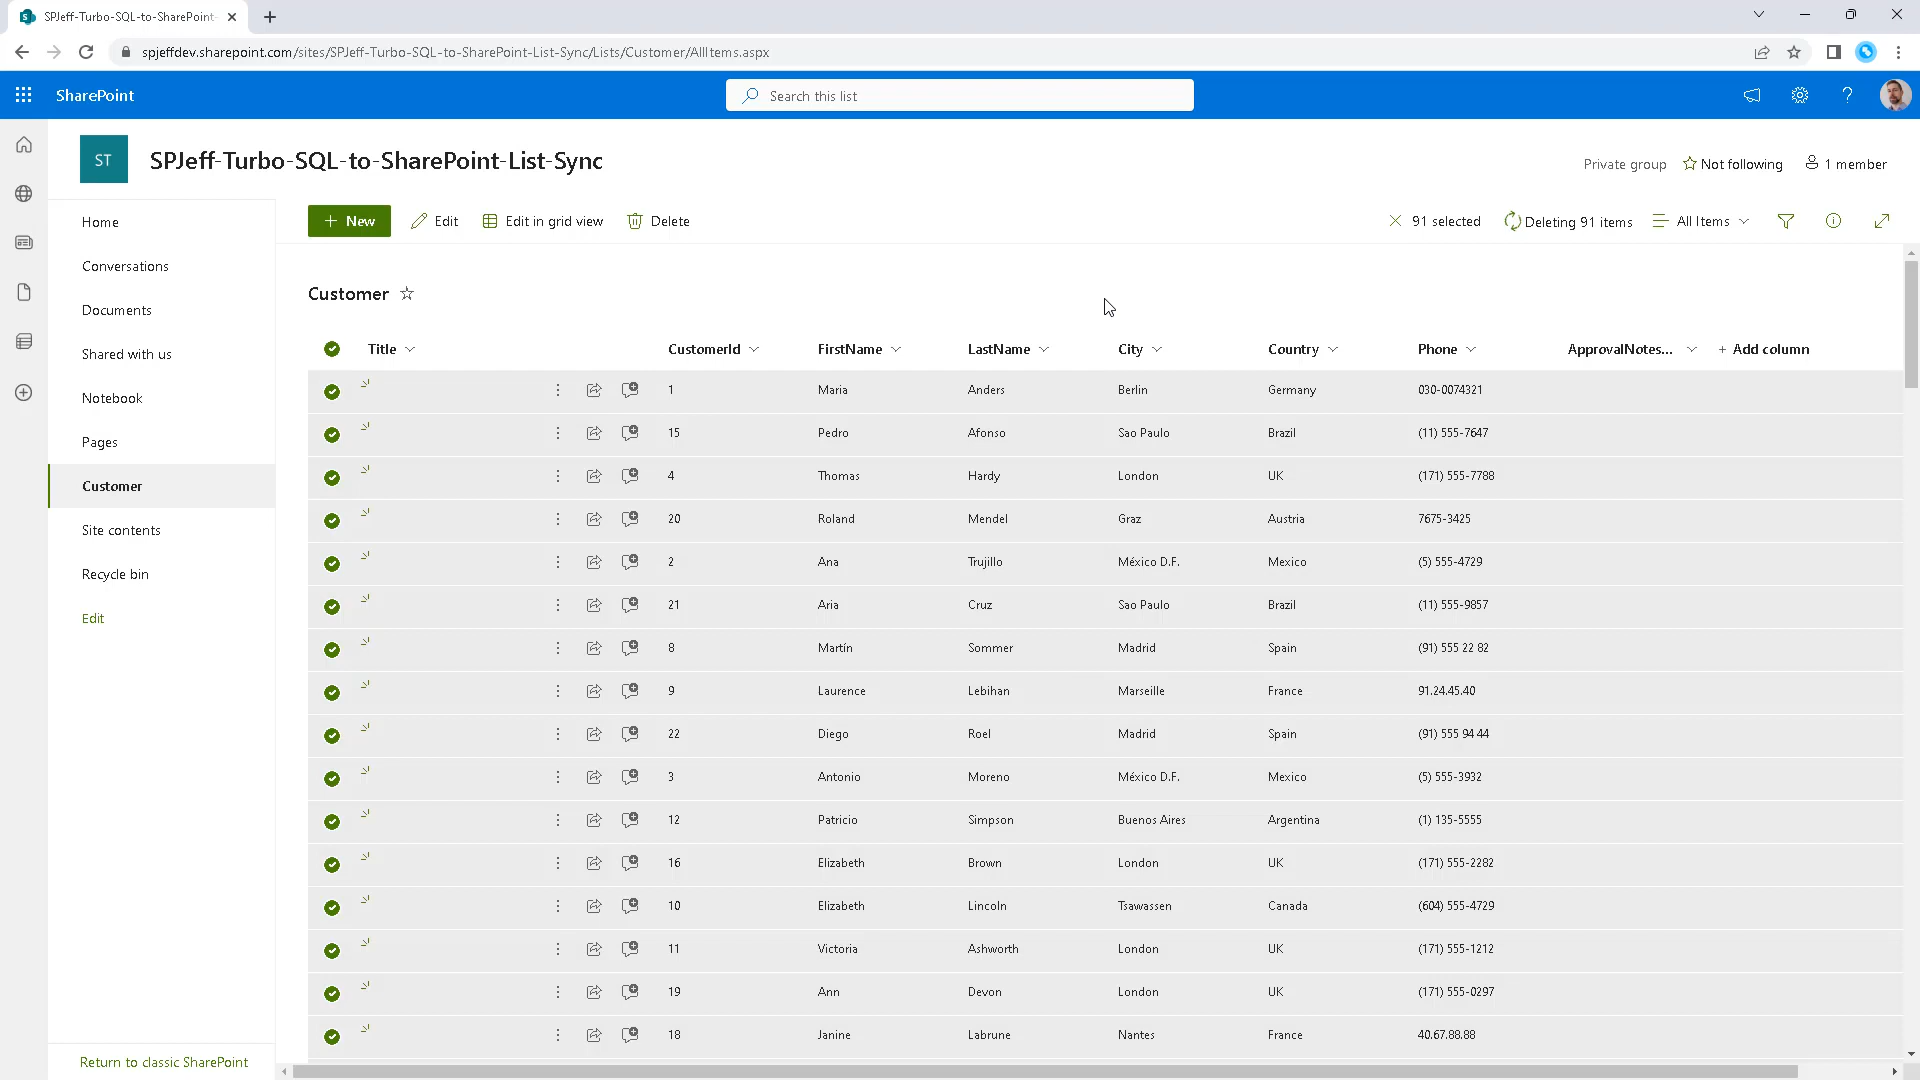 SPJeff-Turbo-SQL-to-SharePoint-
spjeffdev.sharepoint.com/sites/SPJeff-Turbo-SQL-to-SharePoint-List-Sync/Lists/Customer/AllItems.aspx
SharePoint
Search this list
ST
SPJeff-Turbo-SQL-to-SharePoint-List-Sync
Private group
Not following
1 member
Home
Conversations
Documents
Shared with us
Notebook
Pages
Customer
Site contents
Recycle bin
Edit
Return to classic SharePoint
New
Edit
Edit in grid view
Delete
91 selected
Deleting 91 items
All Items
Customer
Title CustomerId FirstName LastName City Country Phone ApprovalNotes... + Add column
1 Maria Anders Berlin Germany 030-0074321
15 Pedro Afonso Sao Paulo Brazil (11) 555-7647
4 Thomas Hardy London UK (171) 555-7788
20 Roland Mendel Graz Austria 7675-3425
2 Ana Trujillo México D.F. Mexico (5) 555-4729
21 Aria Cruz Sao Paulo Brazil (11) 555-9857
8 Martín Sommer Madrid Spain (91) 555 22 82
9 Laurence Lebihan Marseille France 91.24.45.40
22 Diego Roel Madrid Spain (91) 555 94 44
3 Antonio Moreno México D.F. Mexico (5) 555-3932
12 Patricio Simpson Buenos Aires Argentina (1) 135-5555
16 Elizabeth Brown London UK (171) 555-2282
10 Elizabeth Lincoln Tsawassen Canada (604) 555-4729
11 Victoria Ashworth London UK (171) 555-1212
19 Ann Devon London UK (171) 555-0297
18 Janine Labrune Nantes France 40.67.88.88